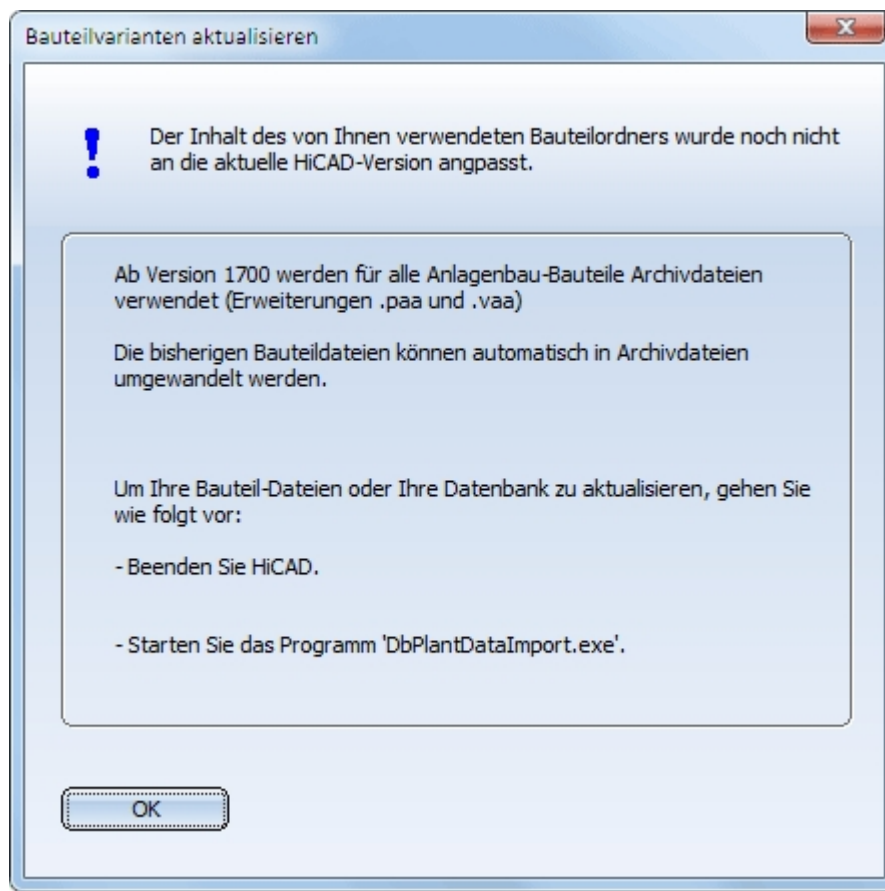 Bauteilvarianten aktualisieren
Der Inhalt des von Ihnen verwendeten Bauteilordners wurde noch nicht
an die aktuelle HiCAD-Version angpasst.
Ab Version 1700 werden für alle Anlagenbau-Bauteile Archivdateien
verwendet (Erweiterungen .paa und .vaa)
Die bisherigen Bauteildateien können automatisch in Archivdateien
umgewandelt werden.
Um Ihre Bauteil-Dateien oder Ihre Datenbank zu aktualisieren, gehen Sie
wie folgt vor:
- Beenden Sie HiCAD.
- Starten Sie das Programm 'DbPlantDataImport.exe'.
OK